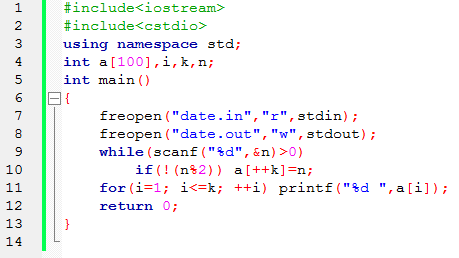 1 #include<iostream>
2 #include<cstdio>
3 using namespace std;
4 int a[100],i,k,n;
5 int main()
6 {
7 freopen("date.in","r",stdin);
8 freopen("date.out","w",stdout);
9 while(scanf("%d",&n)>0)
10 if(!(n%2)) a[++k]=n;
11 for(i=1; i<=k; ++i) printf("%d ",a[i]);
12 return 0;
13 }
14